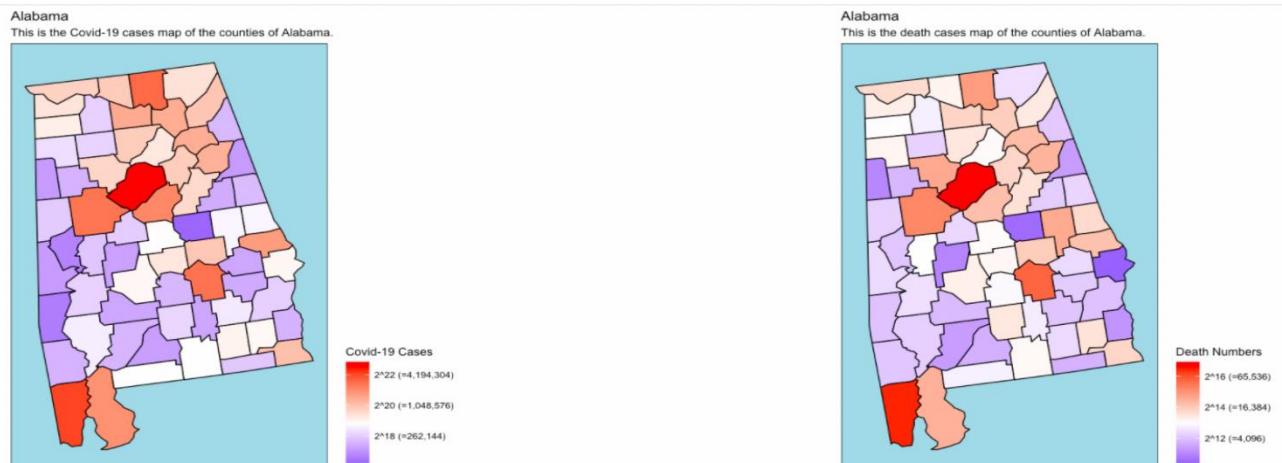 Alabama
This is the Covid-19 cases map of the counties of Alabama.
Covid-19 Cases
2^22 (=4,194,304)
2^20 (=1,048,576)
2^18 (=262,144)
Alabama
This is the death cases map of the counties of Alabama.
Death Numbers
2^16 (=65,536)
2^14 (=16,384)
2^12 (=4,096)